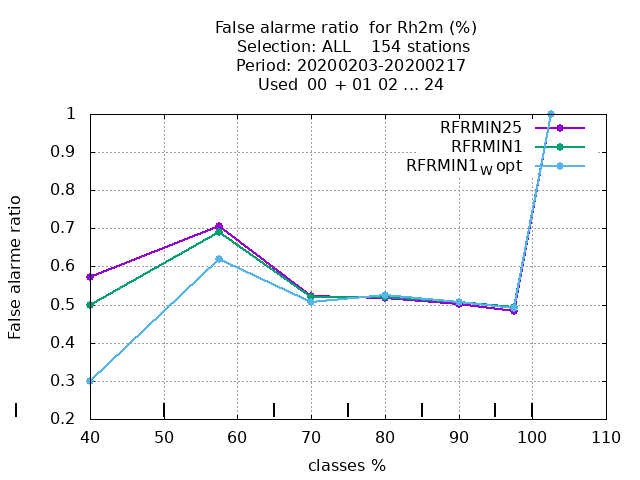 False alarme ratio  for Rh2m (%)
Selection: ALL    154 stations
Period: 20200203-20200217
Used  00  + 01 02 ... 24
RFRMIN25
RFRMIN1
RFRMIN1W opt
False alarme ratio
1
0.9
0.8
0.7
0.6
0.5
0.4
0.3
0.2
40 50 60 70 80 90 100 110
classes %